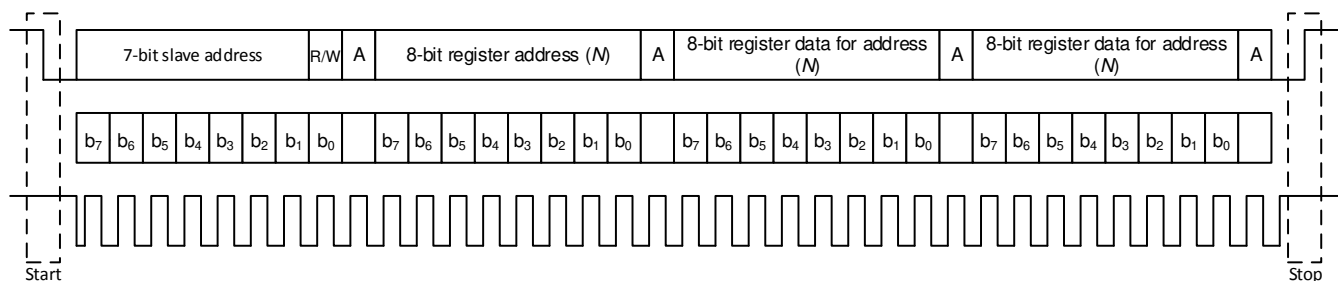 7-bit slave address R/W A 8-bit register address (N) A 8-bit register data for address (N) A 8-bit register data for address (N) A
b7 b6 b5 b4 b3 b2 b1 b0 b7 b6 b5 b4 b3 b2 b1 b0 b7 b6 b5 b4 b3 b2 b1 b0 b7 b6 b5 b4 b3 b2 b1 b0
Start Stop